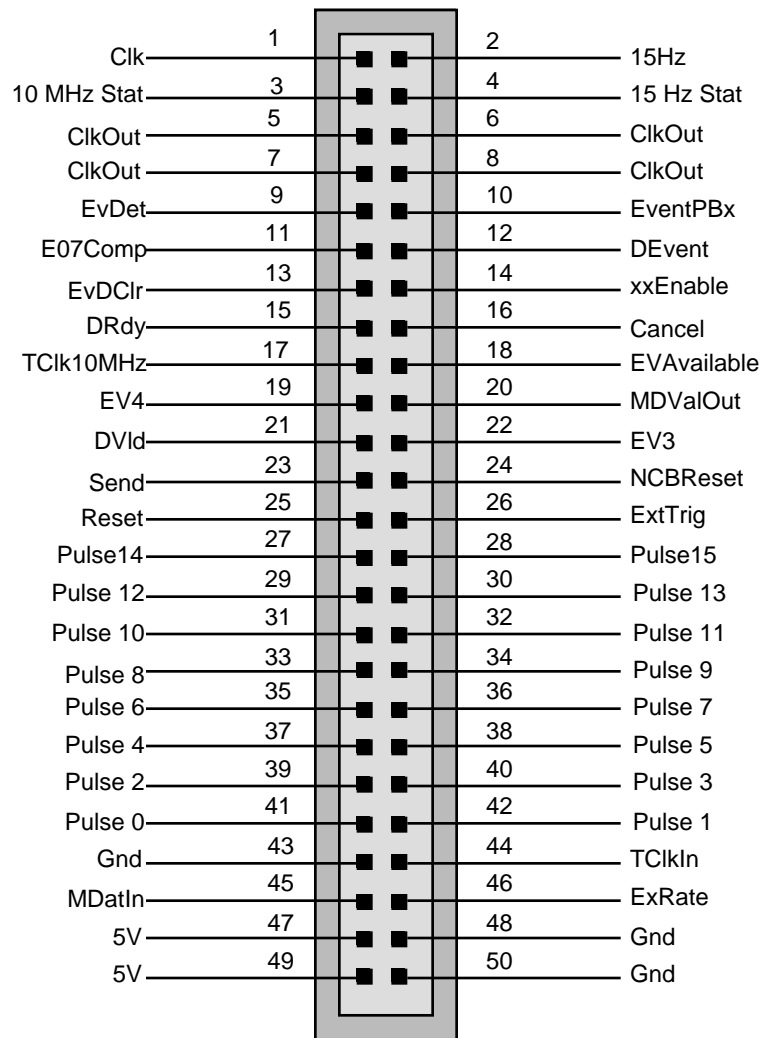 Clk 1 2 15Hz
10 MHz Stat 3 4 15 Hz Stat
ClkOut 5 6 ClkOut
ClkOut 7 8 ClkOut
EvDet 9 10 EventPBx
E07Comp 11 12 DEvent
EvDClr 13 14 xxEnable
DRdy 15 16 Cancel
TClk10MHz 17 18 EVAvailable
EV4 19 20 MDValOut
DVld 21 22 EV3
Send 23 24 NCBReset
Reset 25 26 ExtTrig
Pulse14 27 28 Pulse15
Pulse 12 29 30 Pulse 13
Pulse 10 31 32 Pulse 11
Pulse 8 33 34 Pulse 9
Pulse 6 35 36 Pulse 7
Pulse 4 37 38 Pulse 5
Pulse 2 39 40 Pulse 3
Pulse 0 41 42 Pulse 1
Gnd 43 44 TClkIn
MDatIn 45 46 ExRate
5V 47 48 Gnd
5V 49 50 Gnd